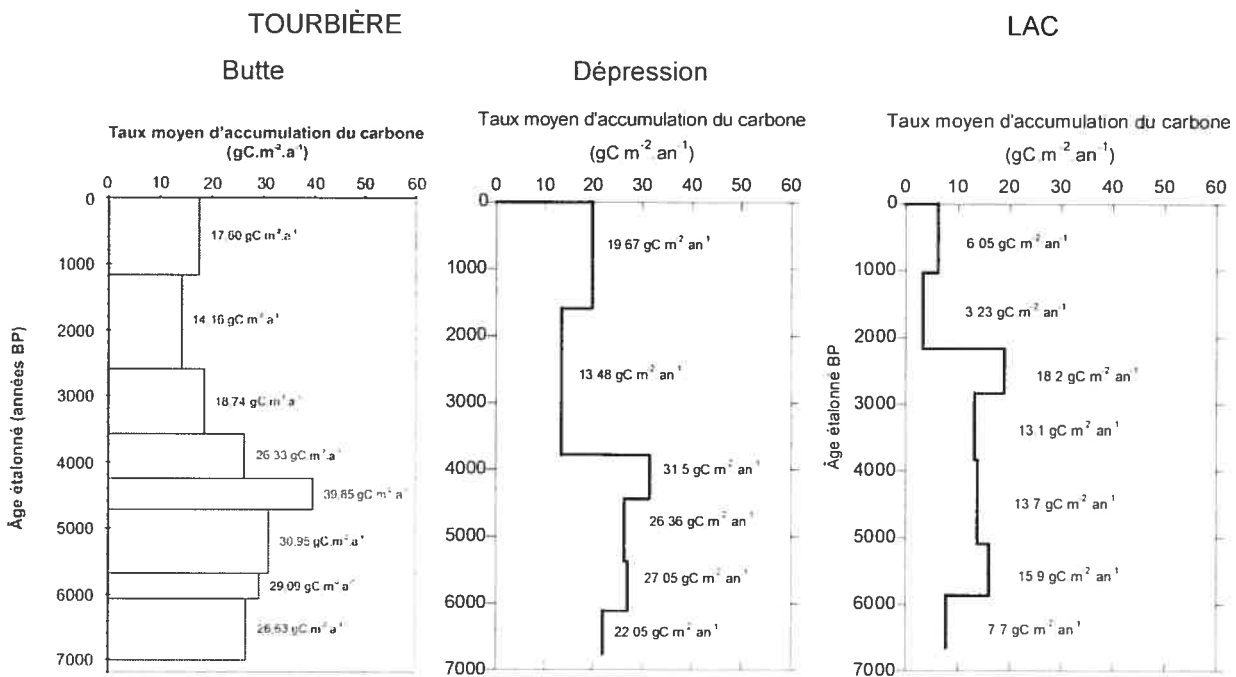 TOURBIÈRE
LAC
Butte
Dépression
Taux moyen d'accumulation du carbone
(gC.m⁻².a⁻¹)
0 10 20 30 40 50 60
0
1000
2000
3000
4000
5000
6000
7000
Âge étalonné (années BP)
17,60 gC m⁻².a⁻¹
14,16 gC m⁻².a⁻¹
18,74 gC.m⁻².a⁻¹
26,33 gC.m⁻².a⁻¹
39,85 gC m⁻².a⁻¹
30,95 gC.m⁻².a⁻¹
29,09 gC m⁻².a⁻¹
26,63 gC m⁻².a⁻¹
Taux moyen d'accumulation du carbone
(gC m⁻² an⁻¹)
0 10 20 30 40 50 60
0
1000
2000
3000
4000
5000
6000
7000
19 67 gC m⁻² an⁻¹
13 48 gC m⁻² an⁻¹
31 5 gC m⁻² an⁻¹
26 36 gC m⁻² an⁻¹
27 05 gC m⁻² an⁻¹
22 05 gC m⁻² an⁻¹
Taux moyen d'accumulation du carbone
(gC m⁻² an⁻¹)
0 10 20 30 40 50 60
0
1000
2000
3000
4000
5000
6000
7000
Âge étalonné BP
6 05 gC m⁻² an⁻¹
3 23 gC m⁻² an⁻¹
18 2 gC m⁻² an⁻¹
13 1 gC m⁻² an⁻¹
13 7 gC m⁻² an⁻¹
15 9 gC m⁻² an⁻¹
7 7 gC m⁻² an⁻¹